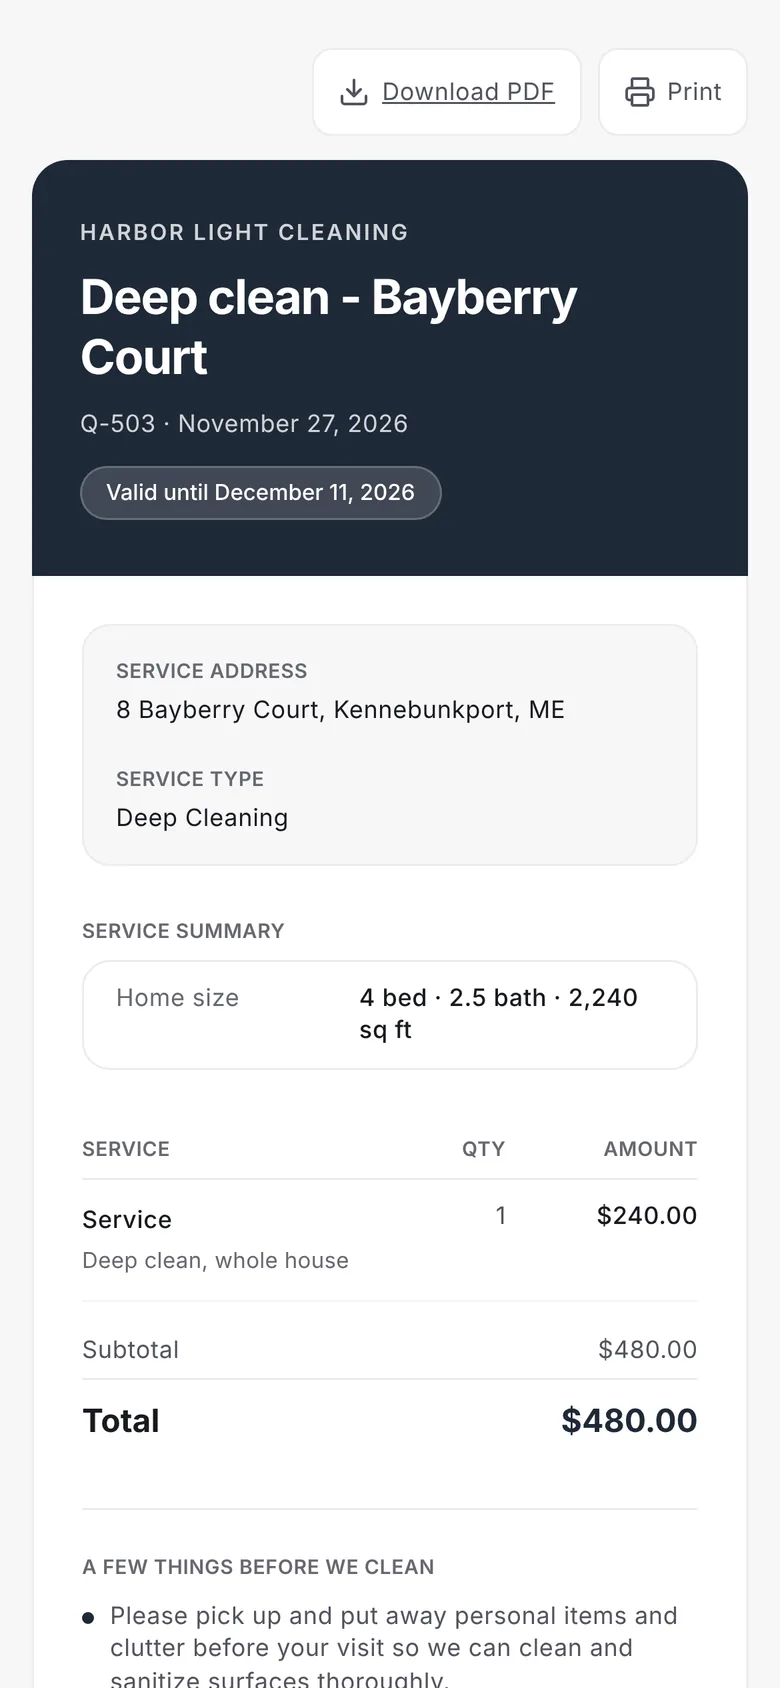 Download PDF
Print
HARBOR LIGHT CLEANING
Deep clean - Bayberry
Court
Q-503 · November 27, 2026
Valid until December 11, 2026
SERVICE ADDRESS
8 Bayberry Court, Kennebunkport, ME
SERVICE TYPE
Deep Cleaning
SERVICE SUMMARY
Home size 4 bed · 2.5 bath · 2,240
sq ft
SERVICE QTY AMOUNT
Service 1 $240.00
Deep clean, whole house
Subtotal $480.00
Total $480.00
A FEW THINGS BEFORE WE CLEAN
Please pick up and put away personal items and
clutter before your visit so we can clean and
sanitize surfaces thoroughly.